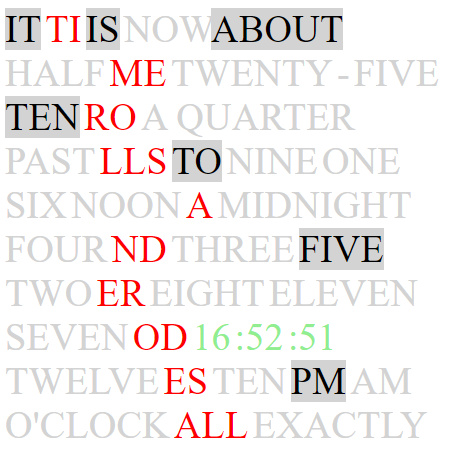 IT TI IS NOW ABOUT
HALF ME TWENTY - FIVE
TEN RO A QUARTER
PAST LLS TO NINE ONE
SIX NOON A MIDNIGHT
FOUR ND THREE FIVE
TWO ER EIGHT ELEVEN
SEVEN OD 16:52:51
TWELVE ES TEN PM AM
O'CLOCK ALL EXACTLY